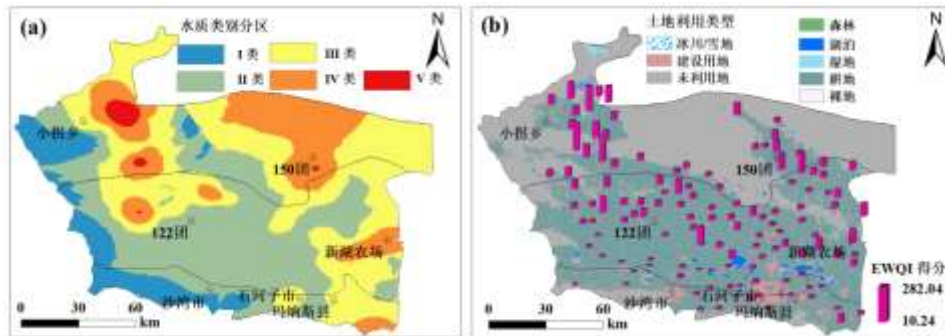 (a)
水质类别分区
I 类
III 类
II 类
IV 类
V 类
N
小拐乡
150团
122团
新湖农场
沙湾市
石河子市
玛纳斯县
0 30 60
km
(b)
土地利用类型
冰川/雪地
建设用地
未利用地
森林
湖泊
湿地
耕地
裸地
N
150团
122团
新湖农场
沙湾市
石河子市
玛纳斯县
EWQI 得分
282.04
10.24
0 30 60
km